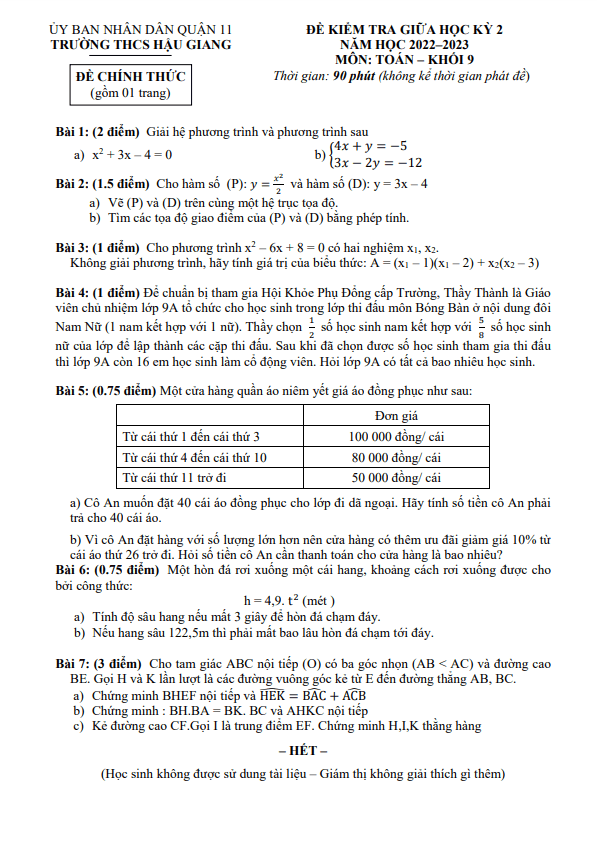 ỦY BAN NHÂN DÂN QUẬN 11
TRƯỜNG THCS HẬU GIANG
ĐỀ CHÍNH THỨC
(gồm 01 trang)
ĐỀ KIỂM TRA GIỮA HỌC KỲ 2
NĂM HỌC 2022–2023
MÔN: TOÁN – KHỐI 9
Thời gian: 90 phút (không kể thời gian phát đề)
Bài 1: (2 điểm) Giải hệ phương trình và phương trình sau
a) x² + 3x – 4 = 0 b) {4x + y = −5
3x − 2y = −12
Bài 2: (1.5 điểm) Cho hàm số (P): y = x²/2 và hàm số (D): y = 3x – 4
a) Vẽ (P) và (D) trên cùng một hệ trục tọa độ.
b) Tìm các tọa độ giao điểm của (P) và (D) bằng phép tính.
Bài 3: (1 điểm) Cho phương trình x² – 6x + 8 = 0 có hai nghiệm x₁, x₂.
Không giải phương trình, hãy tính giá trị của biểu thức: A = (x₁ – 1)(x₁ – 2) + x₂(x₂ – 3)
Bài 4: (1 điểm) Để chuẩn bị tham gia Hội Khỏe Phụ Đổng cấp Trường, Thầy Thành là Giáo
viên chủ nhiệm lớp 9A tổ chức cho học sinh trong lớp thi đấu môn Bóng Bàn ở nội dung đôi
Nam Nữ (1 nam kết hợp với 1 nữ). Thầy chọn 1/2 số học sinh nam kết hợp với 5/8 số học sinh
nữ của lớp để lập thành các cặp thi đấu. Sau khi đã chọn được số học sinh tham gia thi đấu
thì lớp 9A còn 16 em học sinh làm cổ động viên. Hỏi lớp 9A có tất cả bao nhiêu học sinh.
Bài 5: (0.75 điểm) Một cửa hàng quần áo niêm yết giá áo đồng phục như sau:
Đơn giá
Từ cái thứ 1 đến cái thứ 3 100 000 đồng/ cái
Từ cái thứ 4 đến cái thứ 10 80 000 đồng/ cái
Từ cái thứ 11 trở đi 50 000 đồng/ cái
a) Cô An muốn đặt 40 cái áo đồng phục cho lớp đi dã ngoại. Hãy tính số tiền cô An phải
trả cho 40 cái áo.
b) Vì cô An đặt hàng với số lượng lớn hơn nên cửa hàng có thêm ưu đãi giảm giá 10% từ
cái áo thứ 26 trở đi. Hỏi số tiền cô An cần thanh toán cho cửa hàng là bao nhiêu?
Bài 6: (0.75 điểm) Một hòn đá rơi xuống một cái hang, khoảng cách rơi xuống được cho
bởi công thức:
h = 4,9. t² (mét )
a) Tính độ sâu hang nếu mất 3 giây để hòn đá chạm đáy.
b) Nếu hang sâu 122,5m thì phải mất bao lâu hòn đá chạm tới đáy.
Bài 7: (3 điểm) Cho tam giác ABC nội tiếp (O) có ba góc nhọn (AB < AC) và đường cao
BE. Gọi H và K lần lượt là các đường vuông góc kẻ từ E đến đường thẳng AB, BC.
a) Chứng minh BHEF nội tiếp và HEK = BAC + ACB
b) Chứng minh : BH.BA = BK. BC và AHKC nội tiếp
c) Kẻ đường cao CF.Gọi I là trung điểm EF. Chứng minh H,I,K thẳng hàng
– HẾT –
(Học sinh không được sử dung tài liệu – Giám thị không giải thích gì thêm)